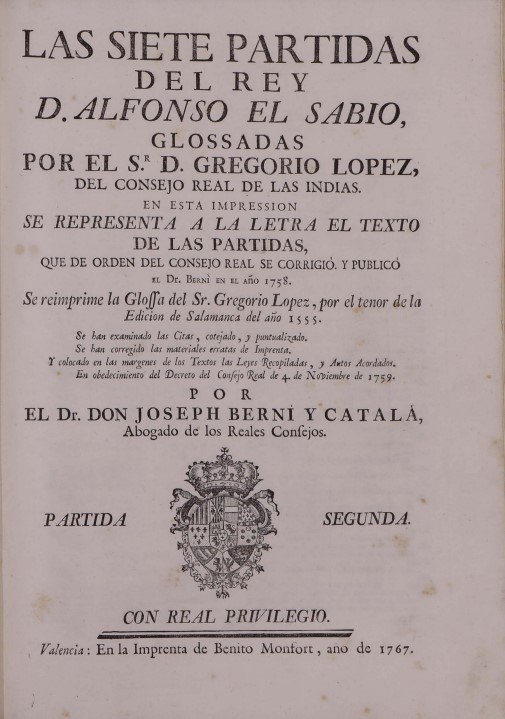 LAS SIETE PARTIDAS
DEL REY
D. ALFONSO EL SABIO,
GLOSSADAS
POR EL S.R D. GREGORIO LOPEZ,
DEL CONSEJO REAL DE LAS INDIAS.
EN ESTA IMPRESSION
SE REPRESENTA A LA LETRA EL TEXTO
DE LAS PARTIDAS,
QUE DE ORDEN DEL CONSEJO REAL SE CORRIGIÓ. Y PUBLICÓ
EL Dr. BERNÌ EN EL AÑO 1758.
Se reimprime la Glossa del Sr. Gregorio Lopez, por el tenor de la
Edicion de Salamanca del año 1555.
Se han examinado las Citas, cotejado, y puntualizado.
Se han corregido las materiales erratas de Imprenta.
Y colocado en las margenes de los Textos las Leyes Recopiladas, y Autos Acordados.
En obedecimiento del Decreto del Consejo Real de 4. de Noviembre de 1759.
POR
EL Dr. DON JOSEPH BERNÌ Y CATALÁ,
Abogado de los Reales Consejos.
PARTIDA SEGUNDA.
CON REAL PRIVILEGIO.
Valencia: En la Imprenta de Benito Monfort, año de 1767.